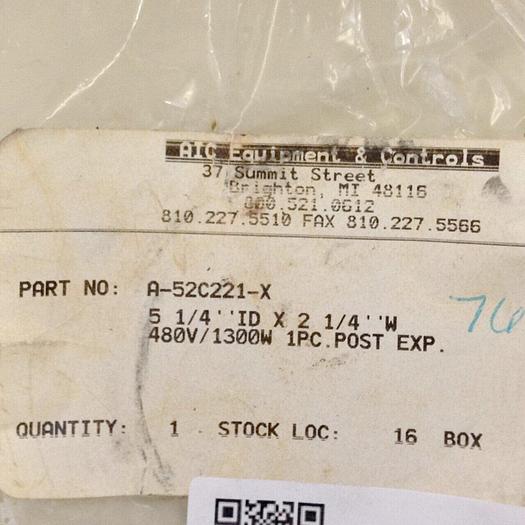 AIC Equipment & Controls
37 Summit Street
Brighton, MI 48116
800.521.0612
810.227.5510 FAX 810.227.5566
PART NO: A-52C221-X
5 1/4''ID X 2 1/4''W
480V/1300W 1PC.POST EXP.
76
QUANTITY: 1 STOCK LOC: 16 BOX